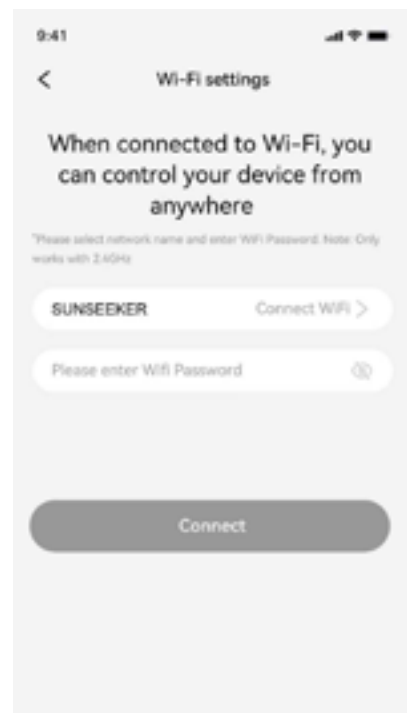 9:41
Wi-Fi settings
When connected to Wi-Fi, you
can control your device from
anywhere
*Please select network name and enter WiFi Password. Note: Only
works with 2.4GHz
SUNSEEKER
Connect WiFi >
Please enter Wifi Password
Connect